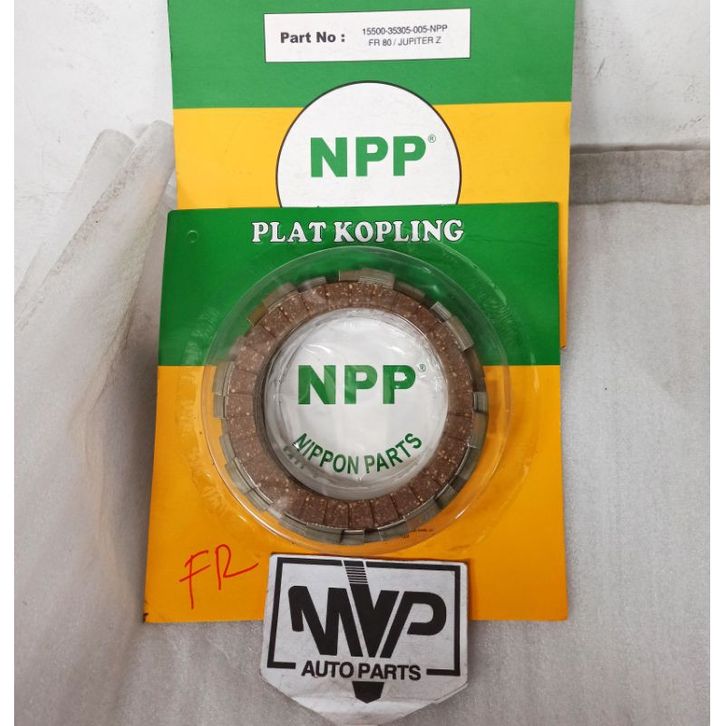 Part No : 15500-35305-005-NPP
FR 80 / JUPITER Z
NPP®
PLAT KOPLING
NPP®
NIPPON PARTS
FR
MVP
AUTO PARTS